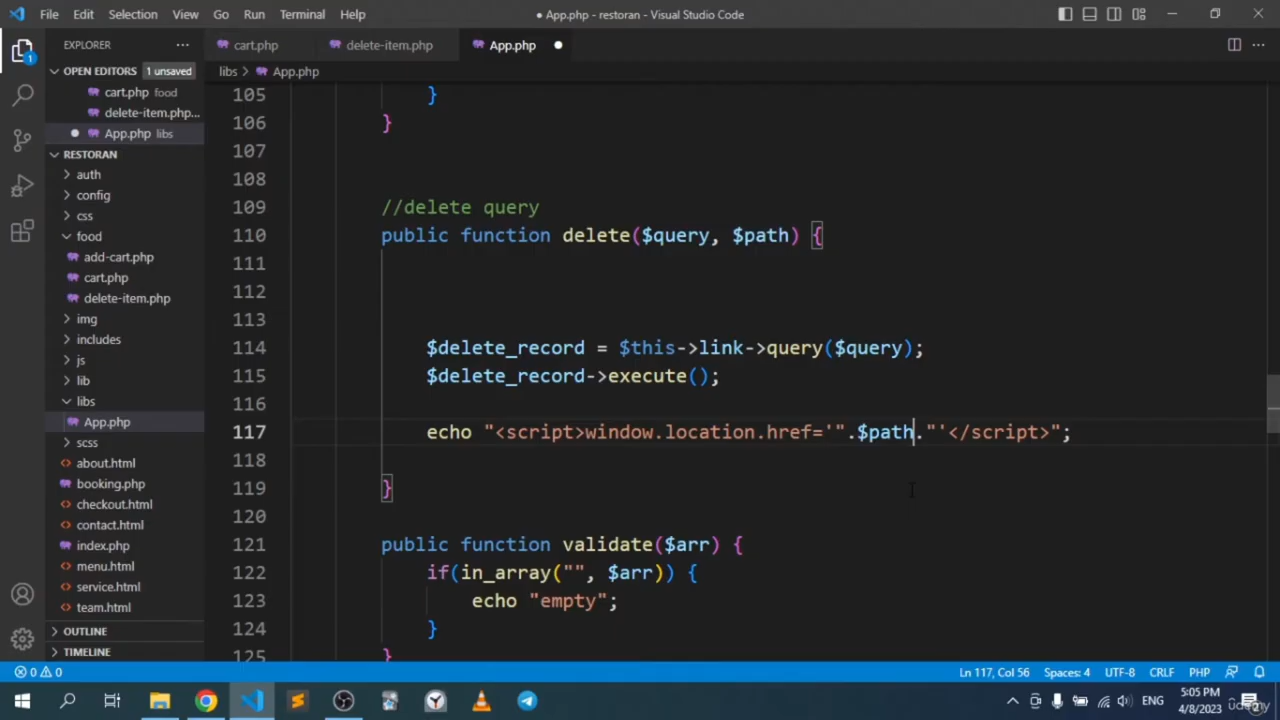 File Edit Selection View Go Run Terminal Help
● App.php - restoran - Visual Studio Code
EXPLORER
cart.php
delete-item.php
App.php
OPEN EDITORS 1 unsaved
cart.php food
delete-item.php...
App.php libs
RESTORAN
auth
config
css
food
add-cart.php
cart.php
delete-item.php
img
includes
js
lib
libs
App.php
scss
about.html
booking.php
checkout.html
contact.html
index.php
menu.html
service.html
team.html
OUTLINE
TIMELINE
1
libs > App.php
105 }
106 }
107
108
109 //delete query
110 public function delete($query, $path) {
111
112
113
114 $delete_record = $this->link->query($query);
115 $delete_record->execute();
116
117 echo "<script>window.location.href='".$path."'</script>";
118
119 }
120
121 public function validate($arr) {
122 if(in_array("", $arr)) {
123 echo "empty";
124 }
125 }
0 0
Ln 117, Col 56 Spaces: 4 UTF-8 CRLF PHP
ENG
5:05 PM
4/8/2023